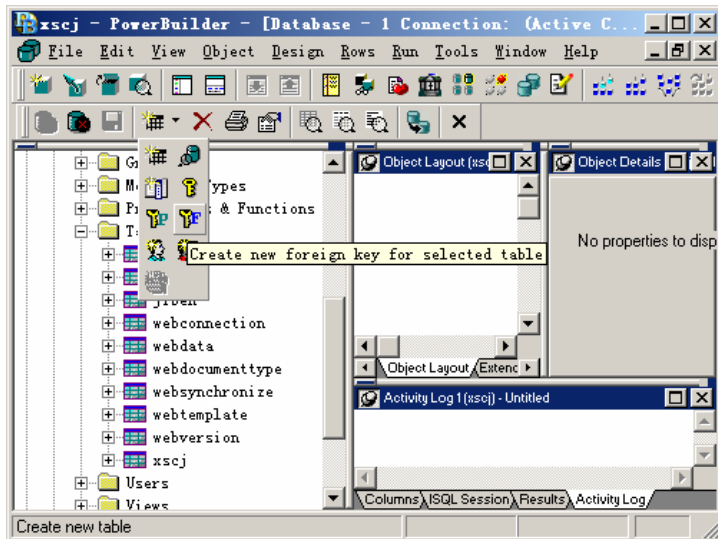 xscj - PowerBuilder - [Database - 1 Connection: (Active C...
File Edit View Object Design Rows Run Tools Window Help
Types
& Functions
Create new foreign key for selected table
webconnection
webdata
webdocumenttype
websynchronize
webtemplate
webversion
xscj
Users
Views
Object Layout (xsc
Object Layout Extenc
Object Details
No properties to disp
Activity Log 1 (xscj) - Untitled
Columns ISQL Session Results Activity Log
Create new table